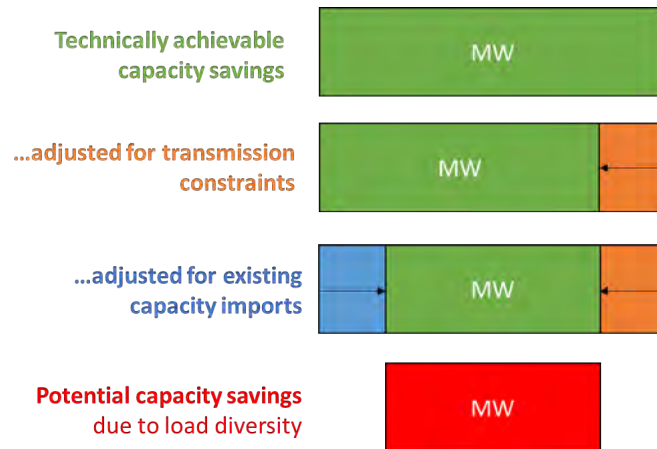 Technically achievable
capacity savings
MW
...adjusted for transmission
constraints
MW
...adjusted for existing
capacity imports
MW
Potential capacity savings
due to load diversity
MW